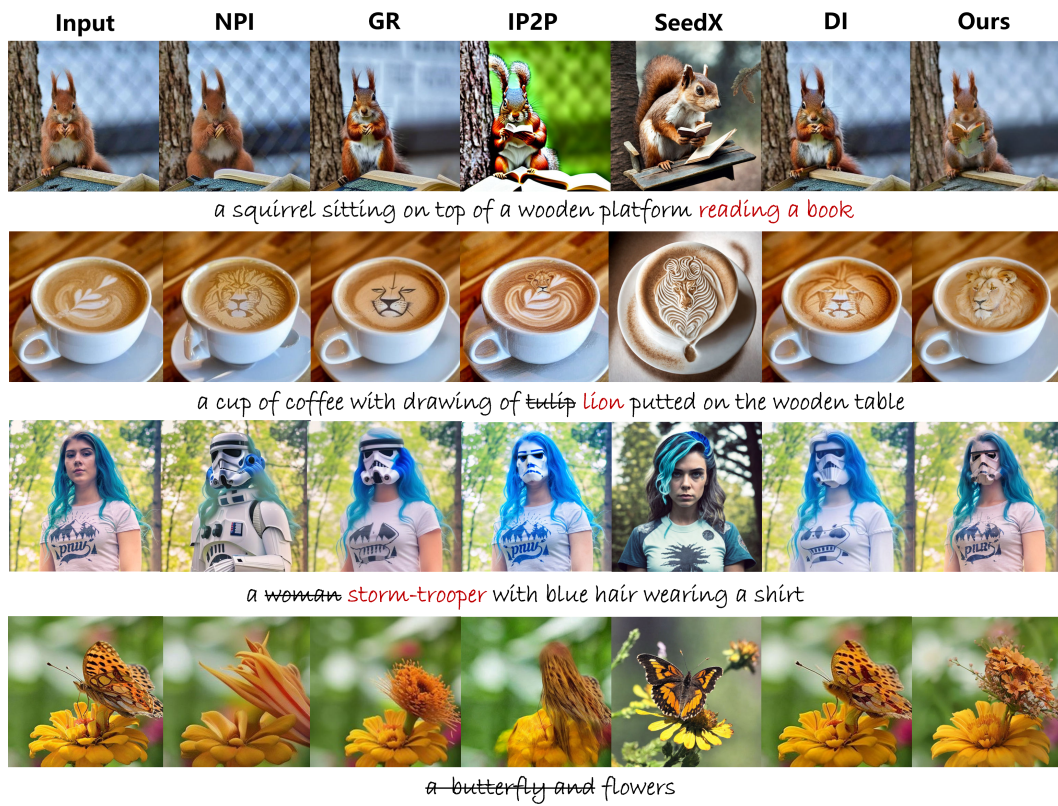 Input NPI GR IP2P SeedX DI Ours
a squirrel sitting on top of a wooden platform reading a book
a cup of coffee with drawing of tulip lion putted on the wooden table
a woman storm-trooper with blue hair wearing a shirt
a butterfly and flowers